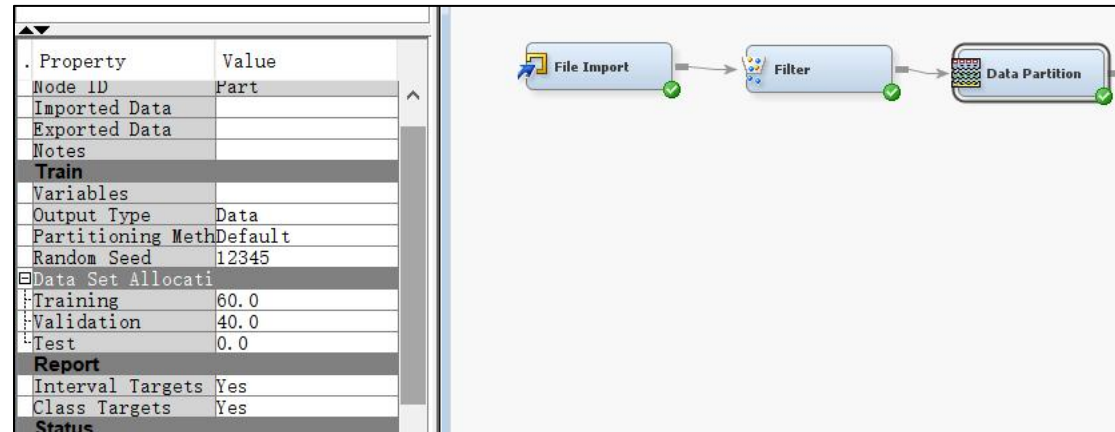 . Property Value
Node ID Part
Imported Data
Exported Data
Notes
Train
Variables
Output Type Data
Partitioning Meth Default
Random Seed 12345
Data Set Allocati
Training 60.0
Validation 40.0
Test 0.0
Report
Interval Targets Yes
Class Targets Yes
Status
File Import
Filter
Data Partition